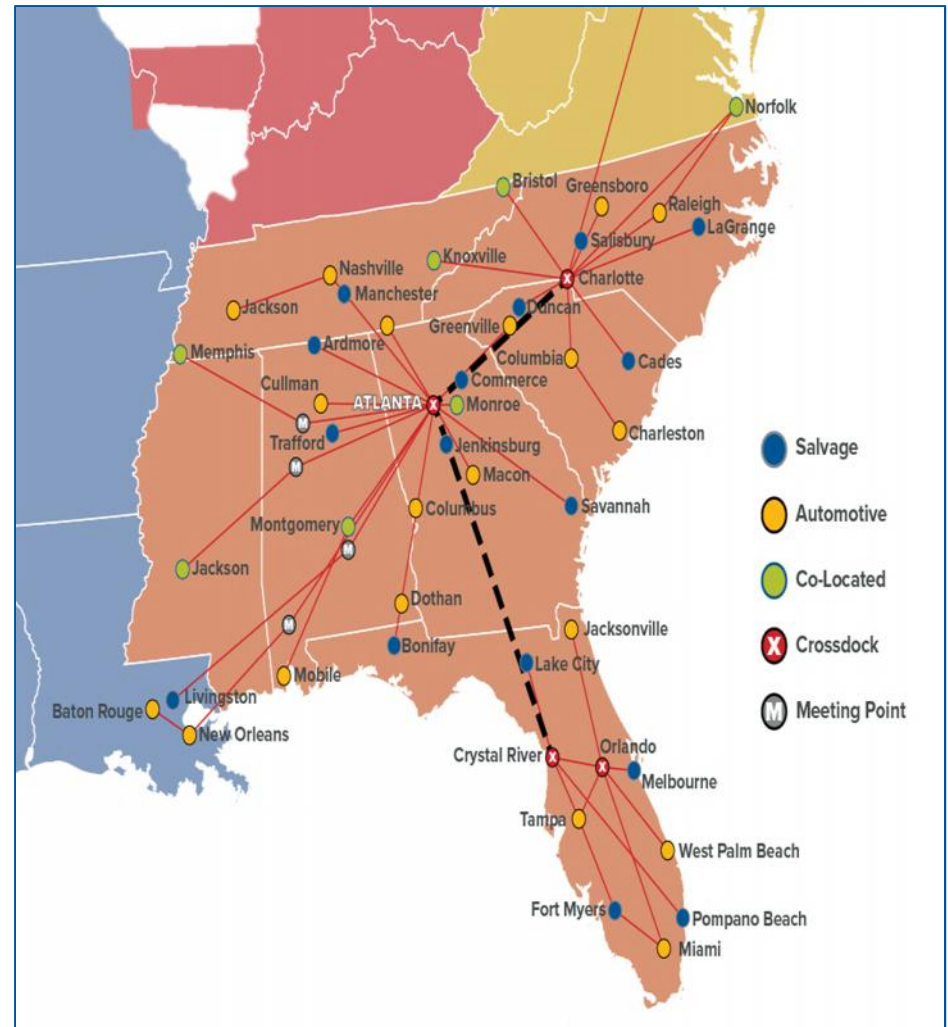 Norfolk
Bristol
Greensboro
Raleigh
LaGrange
Salisbury
Knoxville
Charlotte
Nashville
Manchester
Jackson
Duncan
Greenville
Ardmore
Memphis
Columbia
Cades
Cullman
Commerce
ATLANTA
X
Monroe
M
Trafford
Charleston
Jenkinsburg
M
Macon
Columbus
Savannah
Montgomery
M
Jackson
Dothan
M
Jacksonville
Bonifay
Lake City
Mobile
Livingston
Baton Rouge
New Orleans
Crystal River
X
Orlando
X
Melbourne
Tampa
West Palm Beach
Fort Myers
Pompano Beach
Miami
Salvage
Automotive
Co-Located
X Crossdock
M Meeting Point